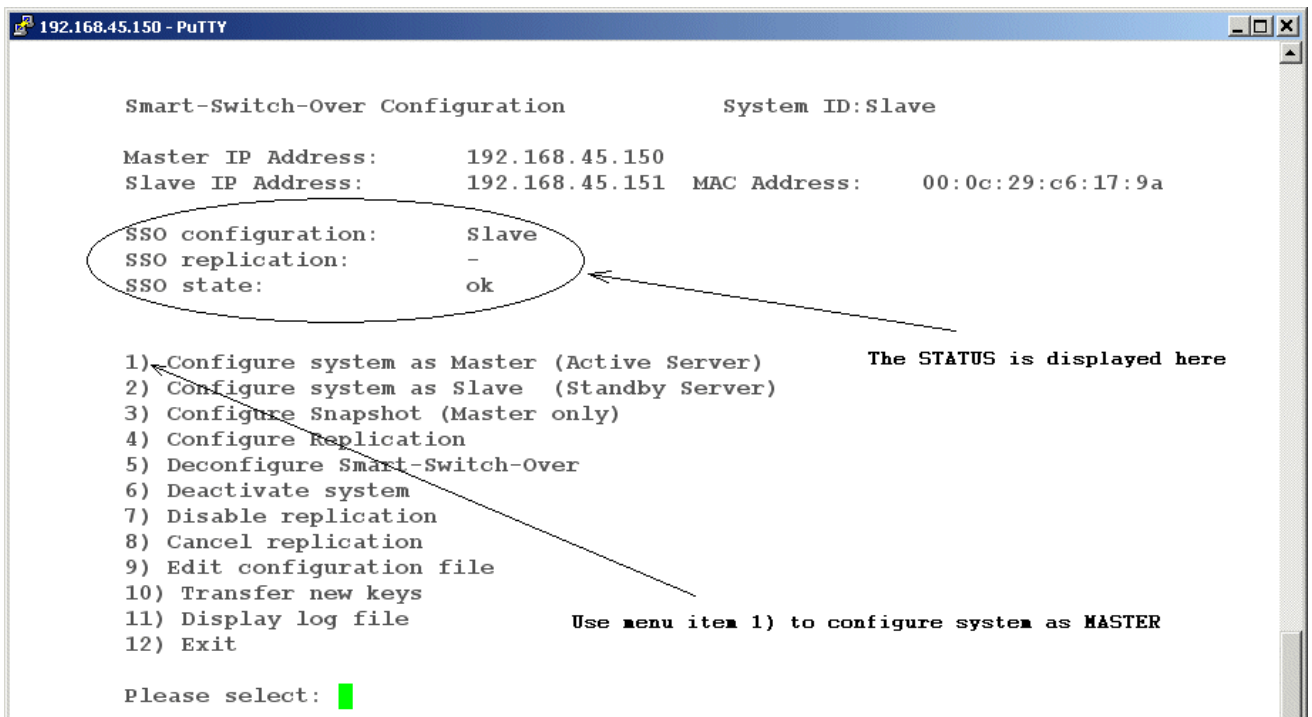 192.168.45.150 - PuTTY
Smart-Switch-Over Configuration System ID:Slave
Master IP Address: 192.168.45.150
Slave IP Address: 192.168.45.151 MAC Address: 00:0c:29:c6:17:9a
SSO configuration: Slave
SSO replication: -
SSO state: ok
1) Configure system as Master (Active Server)
The STATUS is displayed here
2) Configure system as Slave (Standby Server)
3) Configure Snapshot (Master only)
4) Configure Replication
5) Deconfigure Smart-Switch-Over
6) Deactivate system
7) Disable replication
8) Cancel replication
9) Edit configuration file
10) Transfer new keys
11) Display log file
Use menu item 1) to configure system as MASTER
12) Exit
Please select: